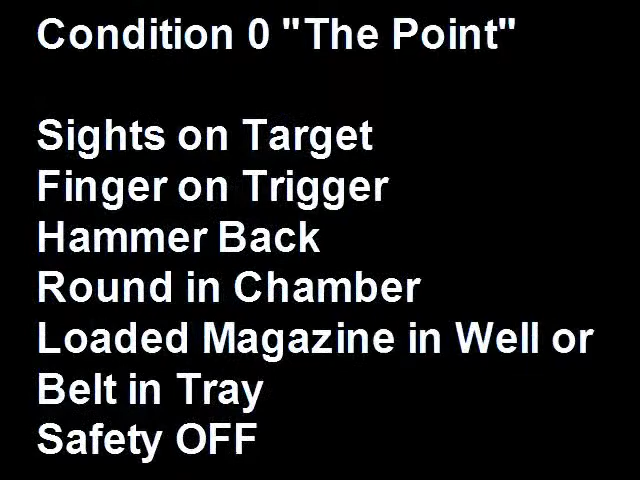 Condition 0 "The Point"
Sights on Target
Finger on Trigger
Hammer Back
Round in Chamber
Loaded Magazine in Well or
Belt in Tray
Safety OFF